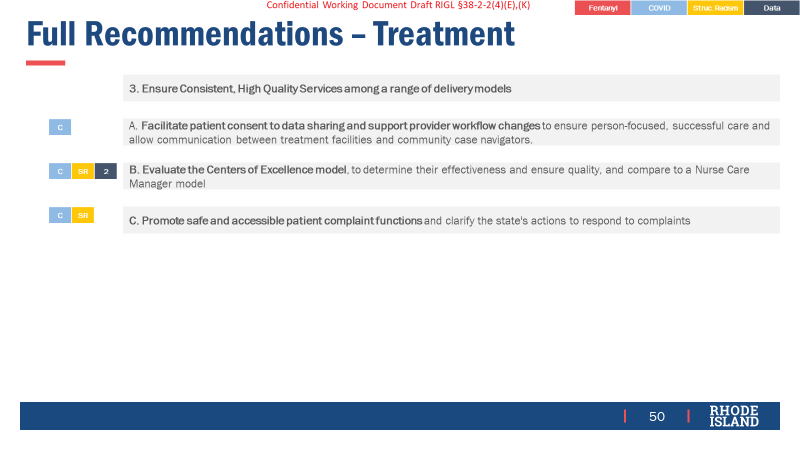 Confidential Working Document Draft RIGL §38-2-2(4)(E),(K)
Fentanyl COVID Struc. Racism Data
Full Recommendations – Treatment
3. Ensure Consistent, High Quality Services among a range of delivery models
C
A. Facilitate patient consent to data sharing and support provider workflow changes to ensure person-focused, successful care and
allow communication between treatment facilities and community case navigators.
C SR 2
B. Evaluate the Centers of Excellence model, to determine their effectiveness and ensure quality, and compare to a Nurse Care
Manager model
C SR
C. Promote safe and accessible patient complaint functions and clarify the state's actions to respond to complaints
50
RHODE
ISLAND